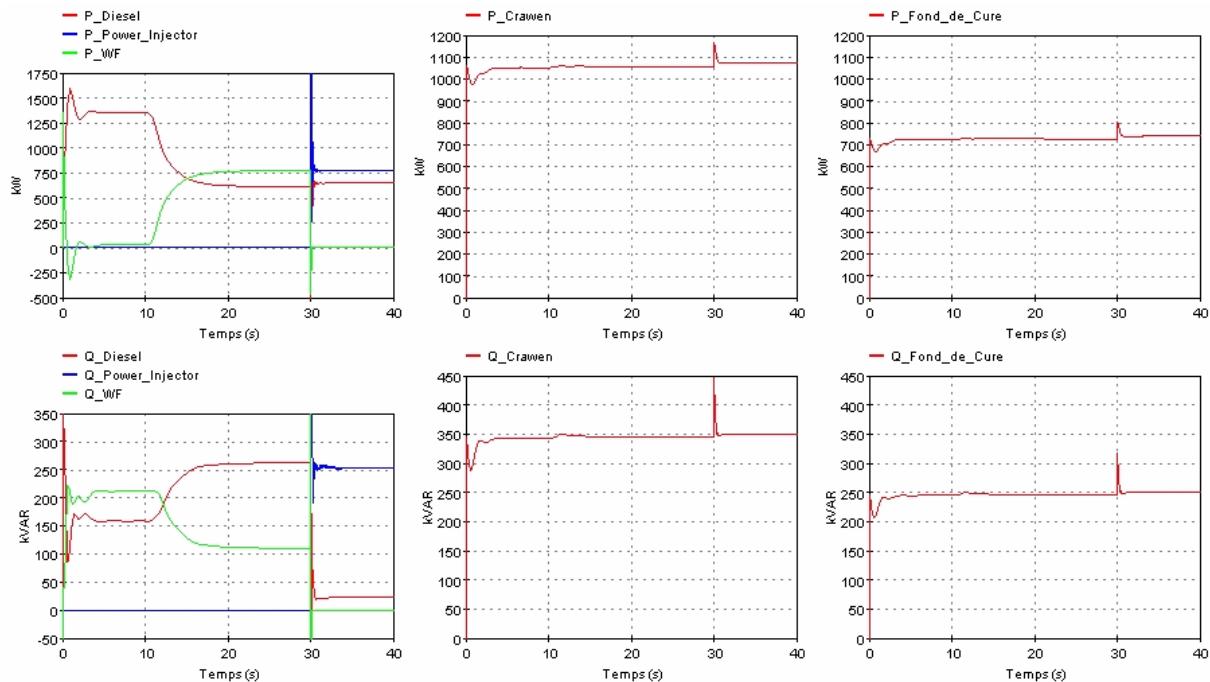 P_Diesel
P_Power_Injector
P_WF
1750
1500
1250
1000
750
500
250
0
-250
-500
kW
0 10 20 30 40
Temps (s)
P_Crawen
1200
1100
1000
900
800
700
600
500
400
300
200
100
0
kW
0 10 20 30 40
Temps (s)
P_Fond_de_Cure
1200
1100
1000
900
800
700
600
500
400
300
200
100
0
kW
0 10 20 30 40
Temps (s)
Q_Diesel
Q_Power_Injector
Q_WF
350
300
250
200
150
100
50
0
-50
kVAR
0 10 20 30 40
Temps (s)
Q_Crawen
450
400
350
300
250
200
150
100
50
0
kVAR
0 10 20 30 40
Temps (s)
Q_Fond_de_Cure
450
400
350
300
250
200
150
100
50
0
kVAR
0 10 20 30 40
Temps (s)